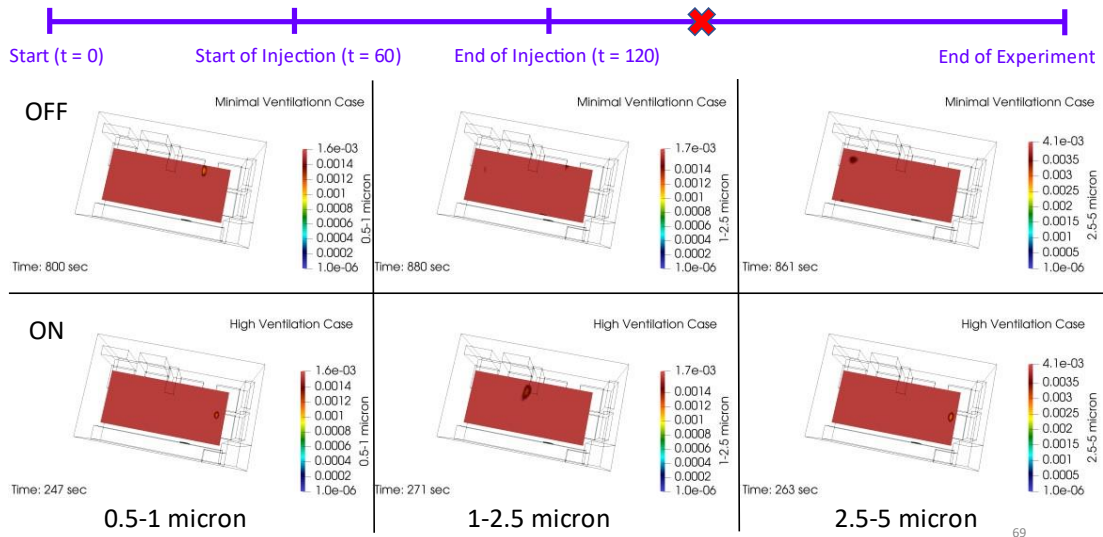 Start (t = 0)
Start of Injection (t = 60)
End of Injection (t = 120)
End of Experiment
OFF
Minimal Ventilationn Case
1.6e-03
0.0014
0.0012
0.001
0.0008
0.0006
0.0004
0.0002
1.0e-06
0.5-1 micron
Time: 800 sec
Minimal Ventilationn Case
1.7e-03
0.0014
0.0012
0.001
0.0008
0.0006
0.0004
0.0002
1.0e-06
1-2.5 micron
Time: 880 sec
Minimal Ventilationn Case
4.1e-03
0.0035
0.003
0.0025
0.002
0.0015
0.001
0.0005
1.0e-06
2.5-5 micron
Time: 861 sec
ON
High Ventilation Case
1.6e-03
0.0014
0.0012
0.001
0.0008
0.0006
0.0004
0.0002
1.0e-06
0.5-1 micron
Time: 247 sec
High Ventilation Case
1.7e-03
0.0014
0.0012
0.001
0.0008
0.0006
0.0004
0.0002
1.0e-06
1-2.5 micron
Time: 271 sec
High Ventilation Case
4.1e-03
0.0035
0.003
0.0025
0.002
0.0015
0.001
0.0005
1.0e-06
2.5-5 micron
Time: 263 sec
0.5-1 micron
1-2.5 micron
2.5-5 micron
69